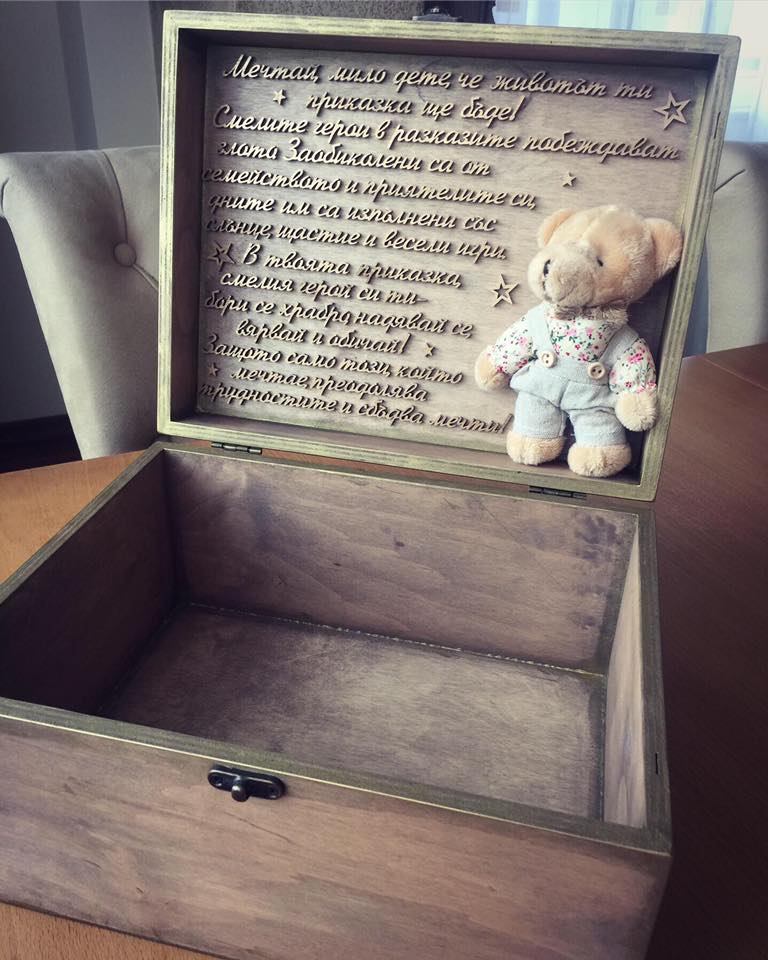 Мечтай, мило дете, че животът ти
приказка ще бъде!
Смелите герои в разказите побеждават
злото Заобиколени са от
семейството и приятелите си,
дните им са изпълнени със
слънце, щастие и весели игри.
В твоята приказка,
смелия герой си ти-
бори се храбро, надявай се,
вярвай и обичай!
Защото само този, който
мечтае, преодолява
трудностите и сбъдва мечти!